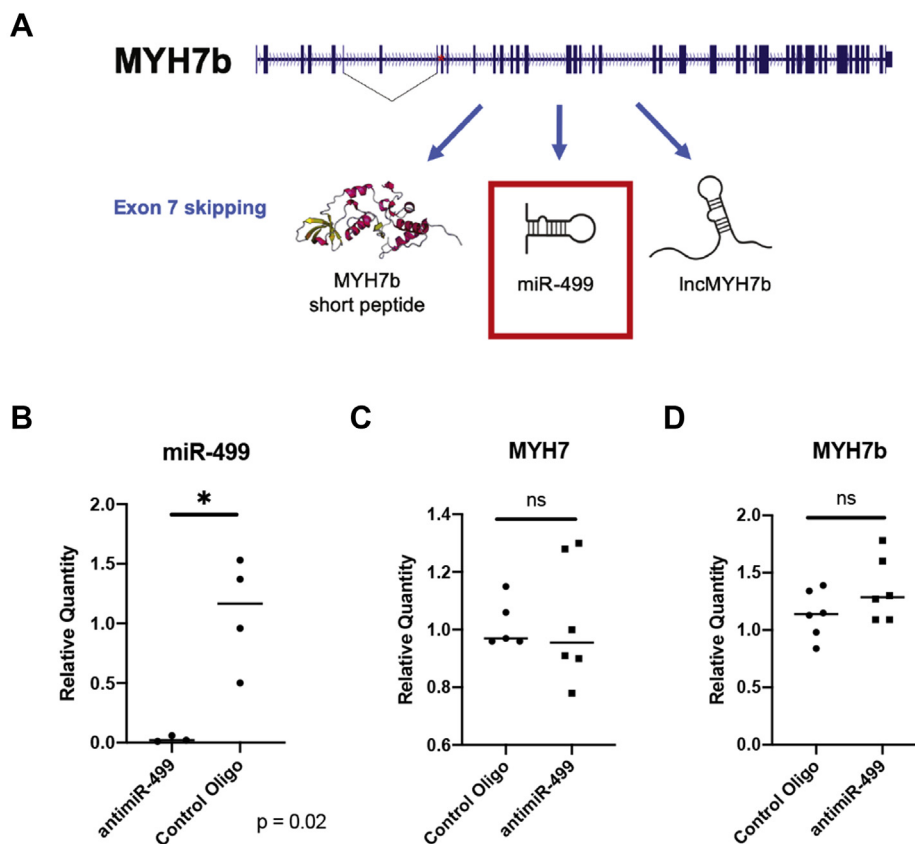 A
MYH7b
Exon 7 skipping
MYH7b
short peptide
miR-499
lncMYH7b
B
miR-499
*
Relative Quantity
2.0
1.5
1.0
0.5
0.0
antimiR-499
Control Oligo
p = 0.02
C
MYH7
ns
Relative Quantity
1.4
1.2
1.0
0.8
0.6
Control Oligo
antimiR-499
D
MYH7b
ns
Relative Quantity
2.0
1.5
1.0
0.5
0.0
Control Oligo
antimiR-499